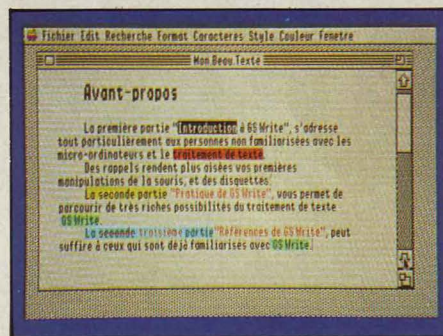 Fichier Edit Recherche Format Caracteres Style Couleur Fenetre
Mon Beau Texte
Avant-propos
La première partie "Introduction à GS Write", s'adresse
tout particulièrement aux personnes non familiarisées avec les
micro-ordinateurs et le traitement de texte.
Des rappels rendent plus aisées vos premières
manipulations de la souris, et des disquettes.
La seconde partie "Pratique de GS Write", vous permet de
parcourir de très riches possibilités du traitement de texte
GS Write.
La seconde troisième partie "Références de GS Write", peut
suffire à ceux qui sont déjà familiarisés avec GS Write.